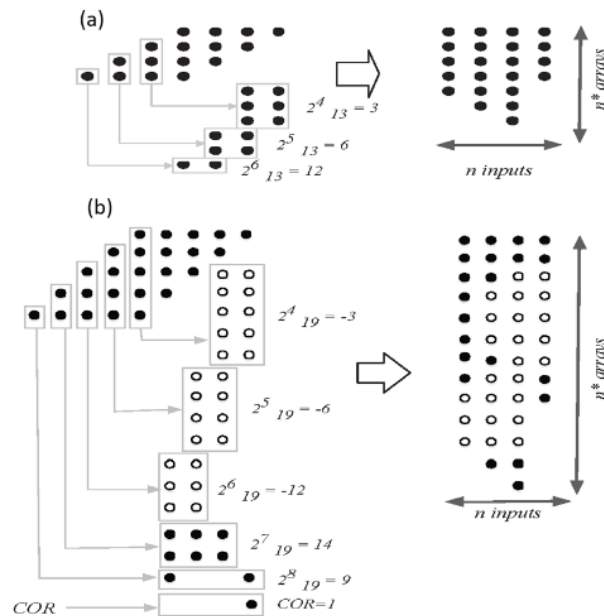 (a)
2^4 13 = 3
2^5 13 = 6
2^6 13 = 12
n inputs
n* arrays
(b)
2^4 19 = -3
2^5 19 = -6
2^6 19 = -12
2^7 19 = 14
2^8 19 = 9
COR
COR=1
n inputs
n* arrays